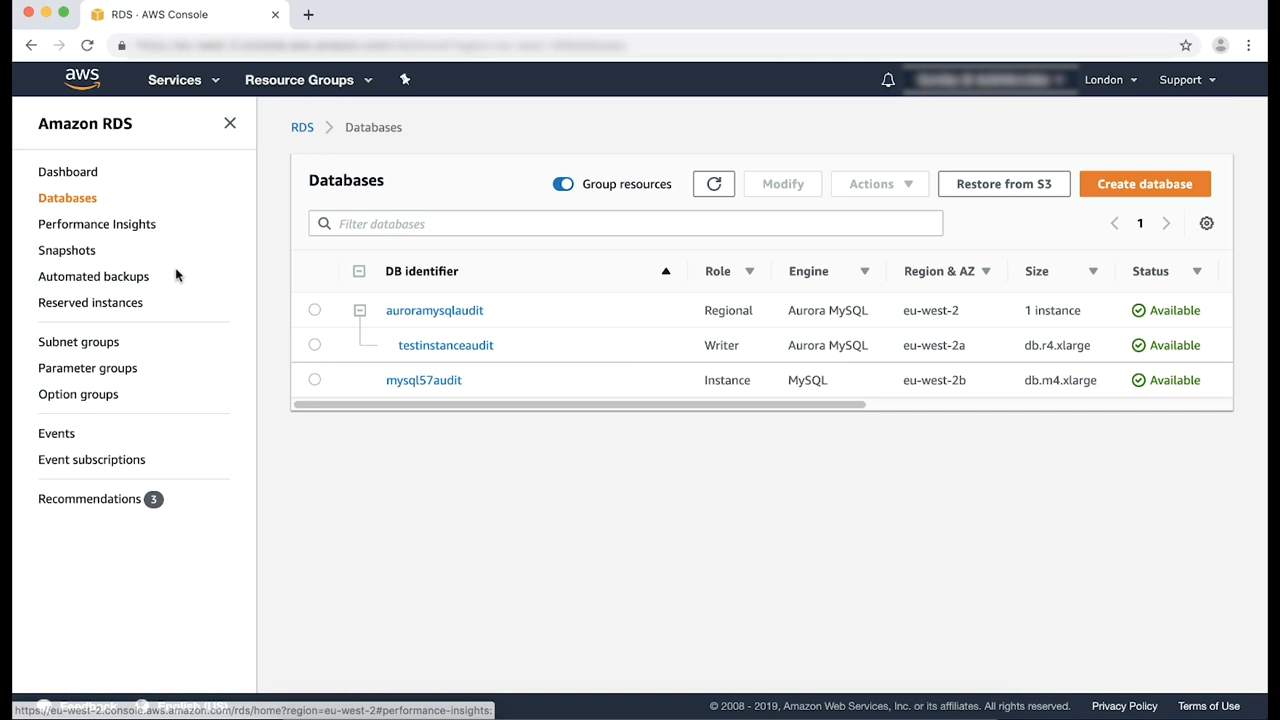 RDS · AWS Console
aws Services Resource Groups London Support
Amazon RDS
Dashboard
Databases
Performance Insights
Snapshots
Automated backups
Reserved instances
Subnet groups
Parameter groups
Option groups
Events
Event subscriptions
Recommendations 3
RDS > Databases
Databases Group resources Modify Actions Restore from S3 Create database
Filter databases 1
DB identifier Role Engine Region & AZ Size Status
auroramysqlaudit Regional Aurora MySQL eu-west-2 1 instance Available
testinstanceaudit Writer Aurora MySQL eu-west-2a db.r4.xlarge Available
mysql57audit Instance MySQL eu-west-2b db.m4.xlarge Available
https://eu-west-2.console.aws.amazon.com/rds/home?region=eu-west-2#performance-insights:
© 2008 - 2019, Amazon Web Services, Inc. or its affiliates. All rights reserved. Privacy Policy Terms of Use